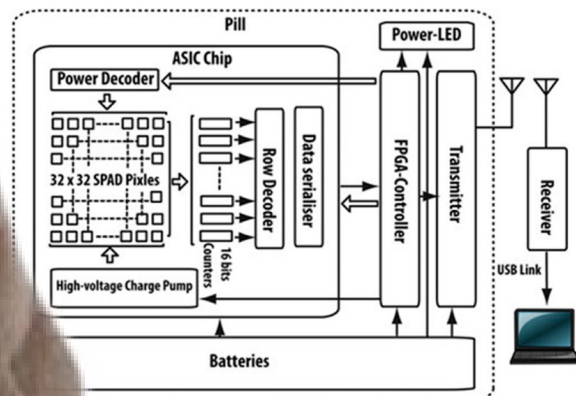 Pill
Power-LED
ASIC Chip
Power Decoder
32 x 32 SPAD Pixles
16 bits
Counters
Row Decoder
Data serialiser
FPGA-Controller
Transmitter
Receiver
USB Link
High-voltage Charge Pump
Batteries